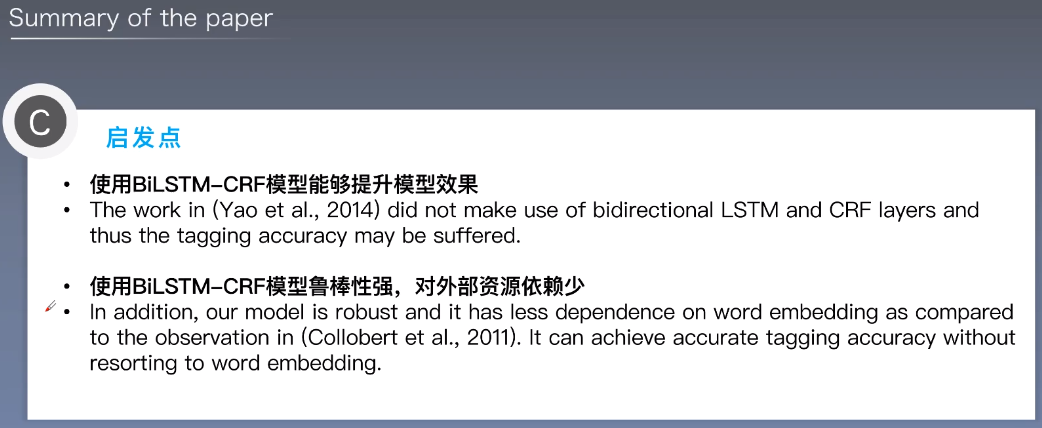 Summary of the paper
C
启发点
• 使用BiLSTM-CRF模型能够提升模型效果
• The work in (Yao et al., 2014) did not make use of bidirectional LSTM and CRF layers and
thus the tagging accuracy may be suffered.
• 使用BiLSTM-CRF模型鲁棒性强，对外部资源依赖少
• In addition, our model is robust and it has less dependence on word embedding as compared
to the observation in (Collobert et al., 2011). It can achieve accurate tagging accuracy without
resorting to word embedding.